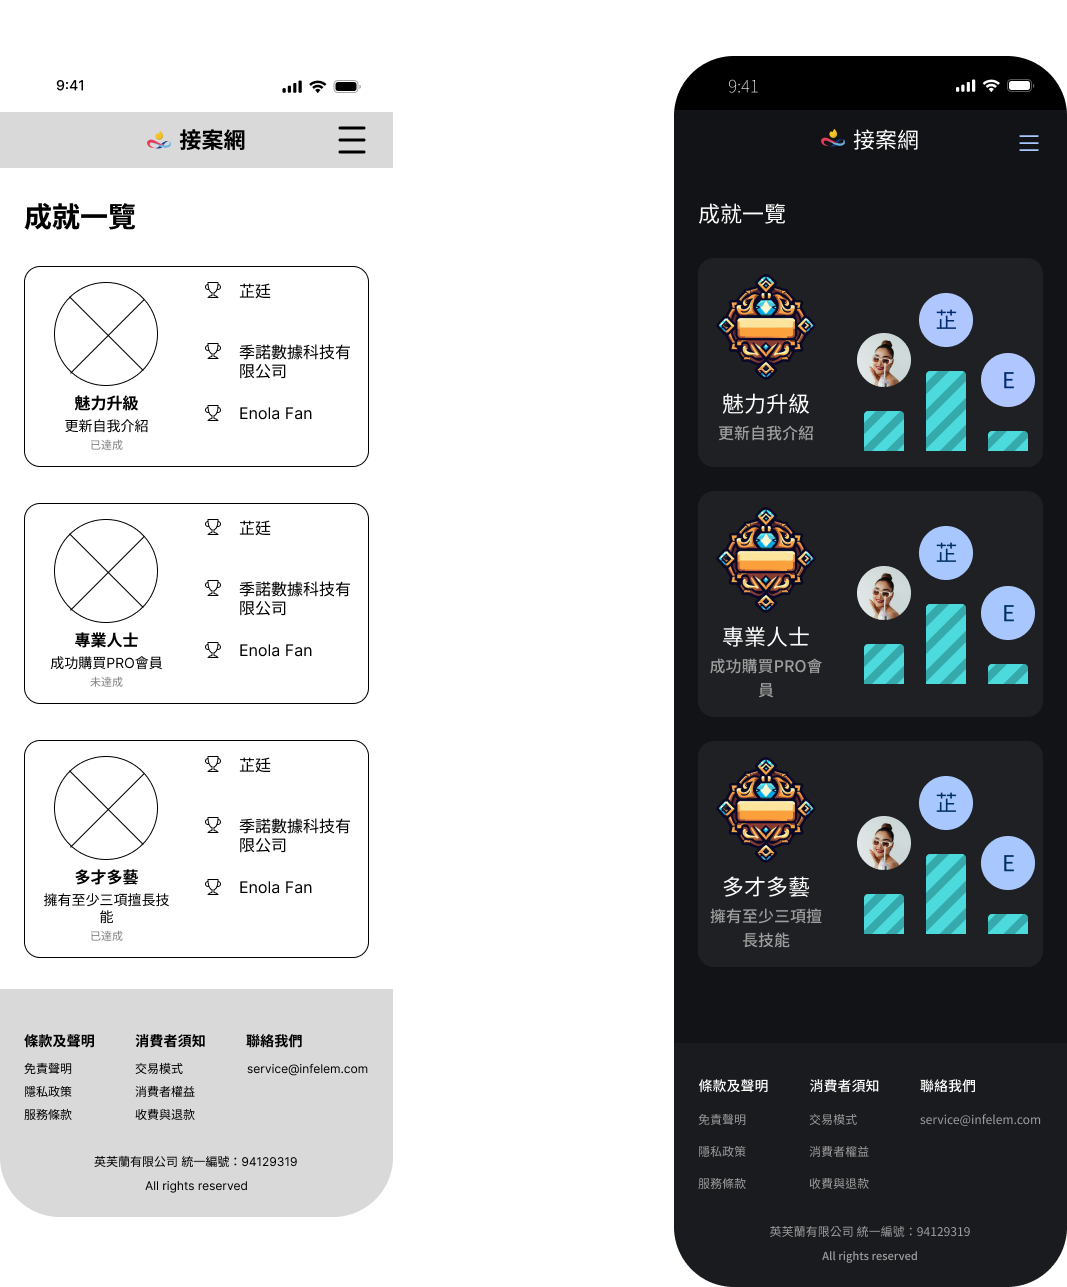 9:41
接案網
成就一覽
芷廷
季諾數據科技有
限公司
Enola Fan
魅力升級
更新自我介紹
已達成
芷廷
季諾數據科技有
限公司
Enola Fan
專業人士
成功購買PRO會員
未達成
芷廷
季諾數據科技有
限公司
Enola Fan
多才多藝
擁有至少三項擅長技
能
已達成
條款及聲明
消費者須知
聯絡我們
免責聲明
交易模式
service@infelem.com
隱私政策
消費者權益
服務條款
收費與退款
英芙蘭有限公司 統一編號：94129319
All rights reserved
9:41
接案網
成就一覽
芷
E
魅力升級
更新自我介紹
芷
E
專業人士
成功購買PRO會
員
芷
E
多才多藝
擁有至少三項擅
長技能
條款及聲明
消費者須知
聯絡我們
免責聲明
交易模式
service@infelem.com
隱私政策
消費者權益
服務條款
收費與退款
英芙蘭有限公司 統一編號：94129319
All rights reserved